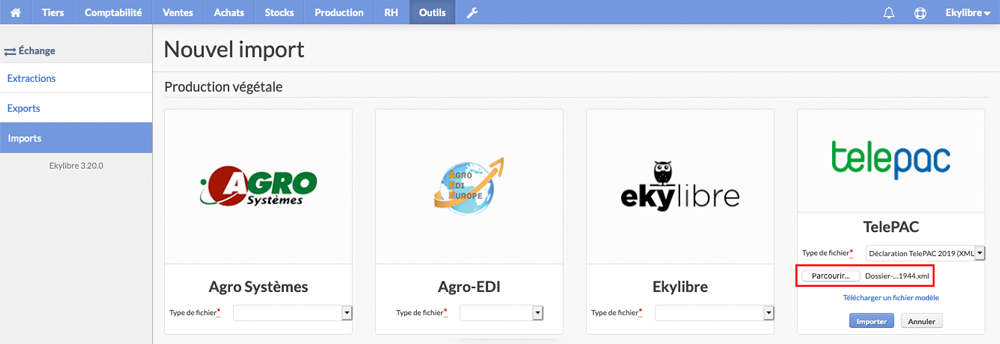 Tiers Comptabilité Ventes Achats Stocks Production RH Outils Ekylibre
Échange
Extractions
Exports
Imports
Ekylibre 3.20.0
Nouvel import
Production végétale
AGRO
Systèmes
AGRO
EDI
EUROPE
ekylibre
telepac
Agro Systèmes
Type de fichier*
Agro-EDI
Type de fichier*
Ekylibre
Type de fichier*
TelePAC
Type de fichier* Déclaration TelePAC 2019 (XML
Parcourir... Dossier-...1944.xml
Télécharger un fichier modèle
Importer Annuler